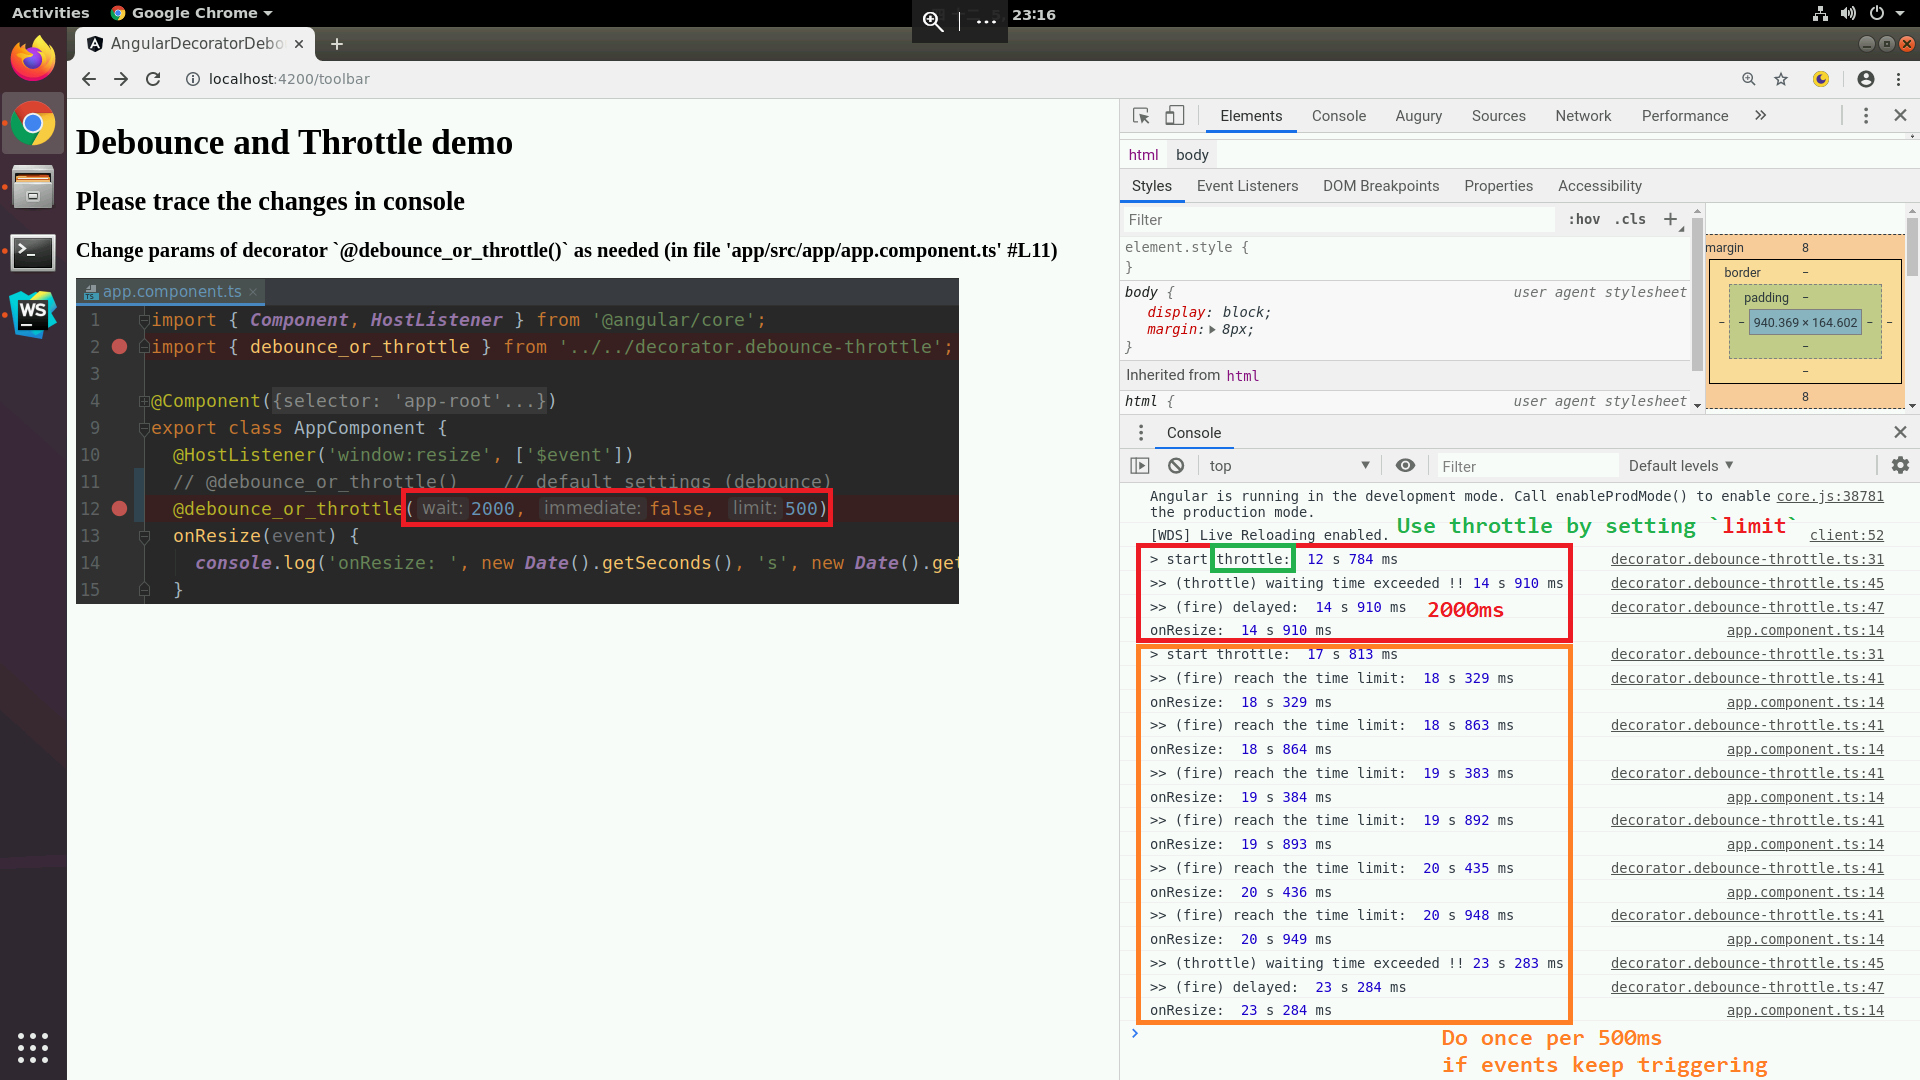 Activities
Google Chrome
23:16
AngularDecoratorDebo
localhost:4200/toolbar
Debounce and Throttle demo
Please trace the changes in console
Change params of decorator `@debounce_or_throttle()` as needed (in file 'app/src/app/app.component.ts' #L11)
app.component.ts
1 import { Component, HostListener } from '@angular/core';
2 import { debounce_or_throttle } from '../../decorator.debounce-throttle';
3
4 @Component({selector: 'app-root'...})
9 export class AppComponent {
10 @HostListener('window:resize', ['$event'])
11 // @debounce_or_throttle() // default settings (debounce)
12 @debounce_or_throttle( wait: 2000, immediate: false, limit: 500)
13 onResize(event) {
14 console.log('onResize: ', new Date().getSeconds(), 's', new Date().get
15 }
WS
TS
Elements Console Augury Sources Network Performance
html body
Styles Event Listeners DOM Breakpoints Properties Accessibility
Filter :hov .cls +
element.style {
}
body { user agent stylesheet
display: block;
margin: 8px;
}
Inherited from html
html { user agent stylesheet
margin 8
border –
padding –
– – 940.369 × 164.602 – –
–
–
8
Console
top Filter Default levels
Angular is running in the development mode. Call enableProdMode() to enable the production mode. core.js:38781
[WDS] Live Reloading enabled. client:52
Use throttle by setting `limit`
> start throttle: 12 s 784 ms decorator.debounce-throttle.ts:31
>> (throttle) waiting time exceeded !! 14 s 910 ms decorator.debounce-throttle.ts:45
>> (fire) delayed: 14 s 910 ms decorator.debounce-throttle.ts:47
2000ms
onResize: 14 s 910 ms app.component.ts:14
> start throttle: 17 s 813 ms decorator.debounce-throttle.ts:31
>> (fire) reach the time limit: 18 s 329 ms decorator.debounce-throttle.ts:41
onResize: 18 s 329 ms app.component.ts:14
>> (fire) reach the time limit: 18 s 863 ms decorator.debounce-throttle.ts:41
onResize: 18 s 864 ms app.component.ts:14
>> (fire) reach the time limit: 19 s 383 ms decorator.debounce-throttle.ts:41
onResize: 19 s 384 ms app.component.ts:14
>> (fire) reach the time limit: 19 s 892 ms decorator.debounce-throttle.ts:41
onResize: 19 s 893 ms app.component.ts:14
>> (fire) reach the time limit: 20 s 435 ms decorator.debounce-throttle.ts:41
onResize: 20 s 436 ms app.component.ts:14
>> (fire) reach the time limit: 20 s 948 ms decorator.debounce-throttle.ts:41
onResize: 20 s 949 ms app.component.ts:14
>> (throttle) waiting time exceeded !! 23 s 283 ms decorator.debounce-throttle.ts:45
>> (fire) delayed: 23 s 284 ms decorator.debounce-throttle.ts:47
onResize: 23 s 284 ms app.component.ts:14
Do once per 500ms
if events keep triggering